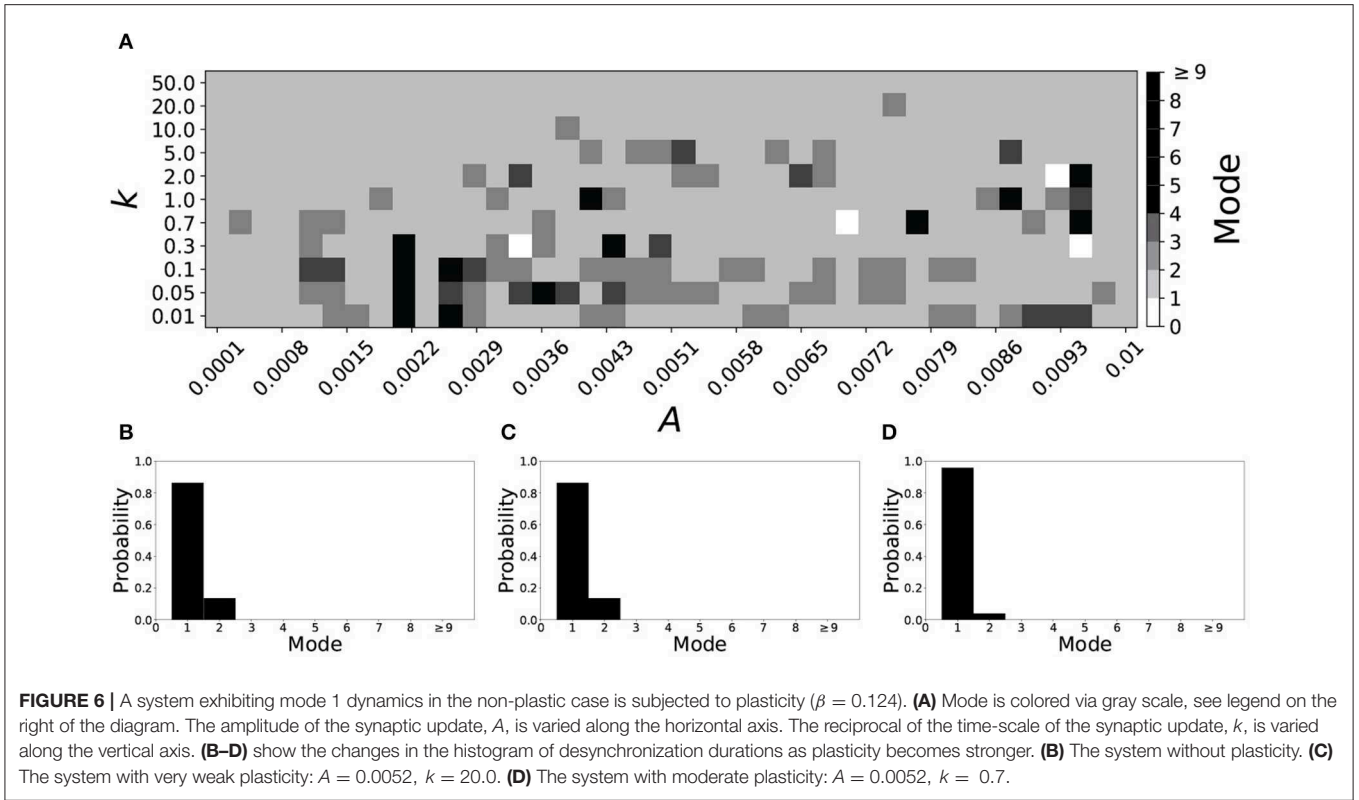 A
50.0
20.0
10.0
5.0
2.0
1.0
0.7
0.3
0.1
0.05
0.01
k
0.0001 0.0008 0.0015 0.0022 0.0029 0.0036 0.0043 0.0051 0.0058 0.0065 0.0072 0.0079 0.0086 0.0093 0.01
A
≥ 9
8
7
6
5
4
3
2
1
0
Mode
B
1.0
0.8
0.6
0.4
0.2
0.0
Probability
0 1 2 3 4 5 6 7 8 ≥9
Mode
C
1.0
0.8
0.6
0.4
0.2
0.0
Probability
0 1 2 3 4 5 6 7 8 ≥9
Mode
D
1.0
0.8
0.6
0.4
0.2
0.0
Probability
0 1 2 3 4 5 6 7 8 ≥9
Mode
FIGURE 6 | A system exhibiting mode 1 dynamics in the non-plastic case is subjected to plasticity (β = 0.124). (A) Mode is colored via gray scale, see legend on the
right of the diagram. The amplitude of the synaptic update, A, is varied along the horizontal axis. The reciprocal of the time-scale of the synaptic update, k, is varied
along the vertical axis. (B–D) show the changes in the histogram of desynchronization durations as plasticity becomes stronger. (B) The system without plasticity. (C)
The system with very weak plasticity: A = 0.0052, k = 20.0. (D) The system with moderate plasticity: A = 0.0052, k = 0.7.